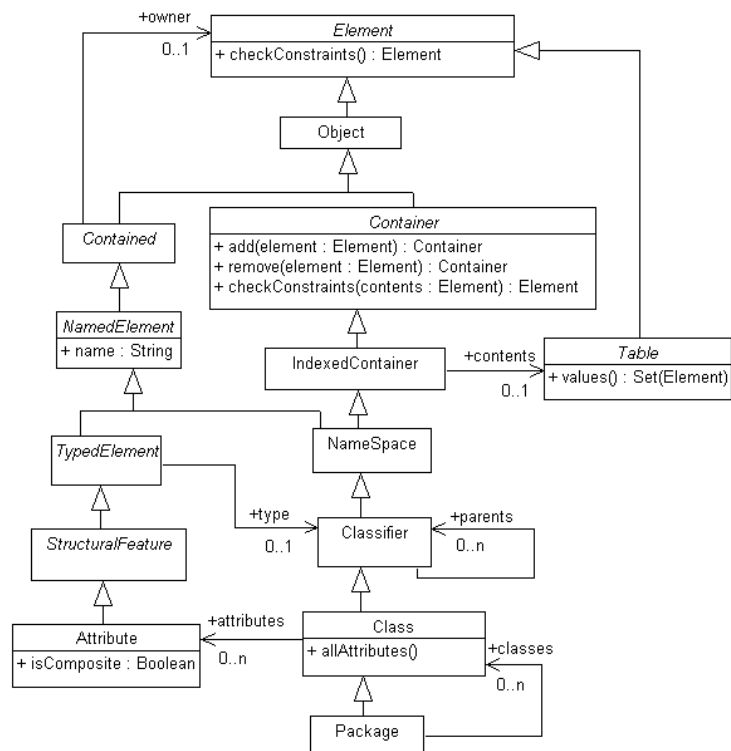 +owner
0..1
Element
+ checkConstraints() : Element
Object
Contained
Container
+ add(element : Element) : Container
+ remove(element : Element) : Container
+ checkConstraints(contents : Element) : Element
NamedElement
+ name : String
IndexedContainer
+contents
0..1
Table
+ values() : Set(Element)
TypedElement
NameSpace
+type
0..1
Classifier
+parents
0..n
StructuralFeature
Attribute
+ isComposite : Boolean
+attributes
0..n
Class
+ allAttributes()
+classes
0..n
Package